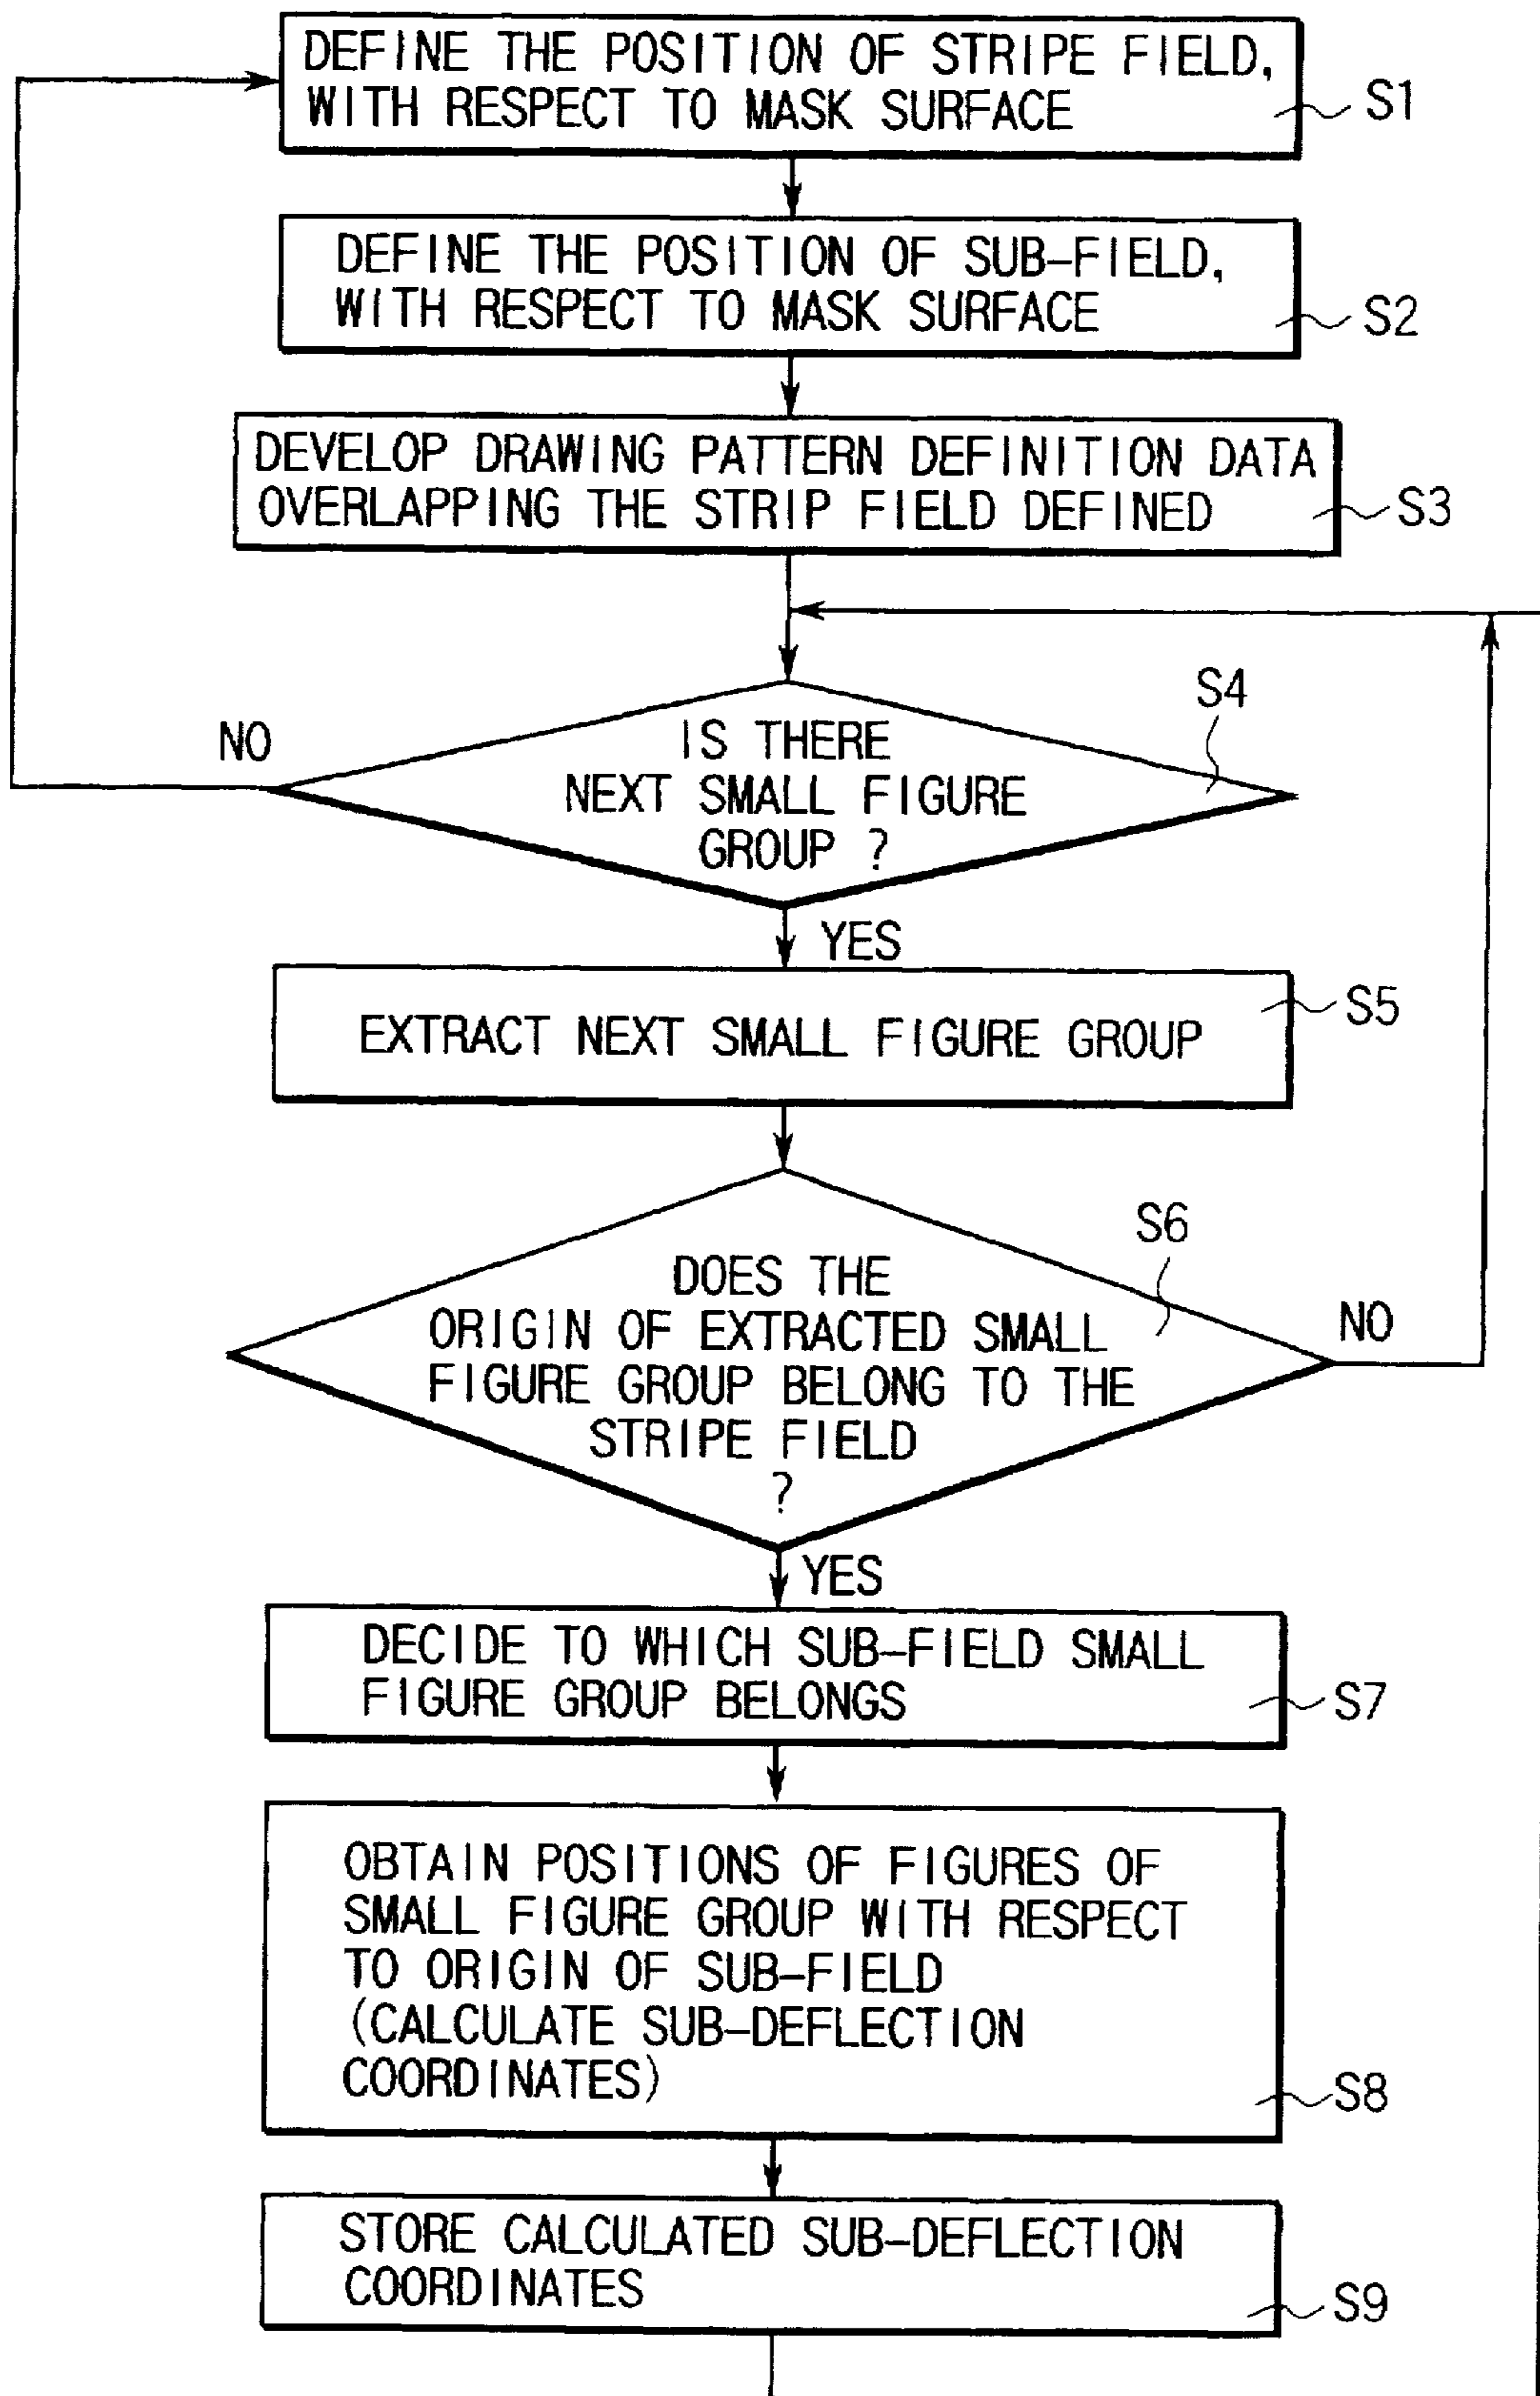 DEFINE THE POSITION OF STRIPE FIELD,
WITH RESPECT TO MASK SURFACE
S1
DEFINE THE POSITION OF SUB-FIELD,
WITH RESPECT TO MASK SURFACE
S2
DEVELOP DRAWING PATTERN DEFINITION DATA
OVERLAPPING THE STRIP FIELD DEFINED
S3
S4
NO
IS THERE
NEXT SMALL FIGURE
GROUP ?
YES
S5
EXTRACT NEXT SMALL FIGURE GROUP
S6
DOES THE
ORIGIN OF EXTRACTED SMALL
FIGURE GROUP BELONG TO THE
STRIPE FIELD
?
NO
YES
DECIDE TO WHICH SUB-FIELD SMALL
FIGURE GROUP BELONGS
S7
OBTAIN POSITIONS OF FIGURES OF
SMALL FIGURE GROUP WITH RESPECT
TO ORIGIN OF SUB-FIELD
(CALCULATE SUB-DEFLECTION
COORDINATES)
S8
STORE CALCULATED SUB-DEFLECTION
COORDINATES
S9